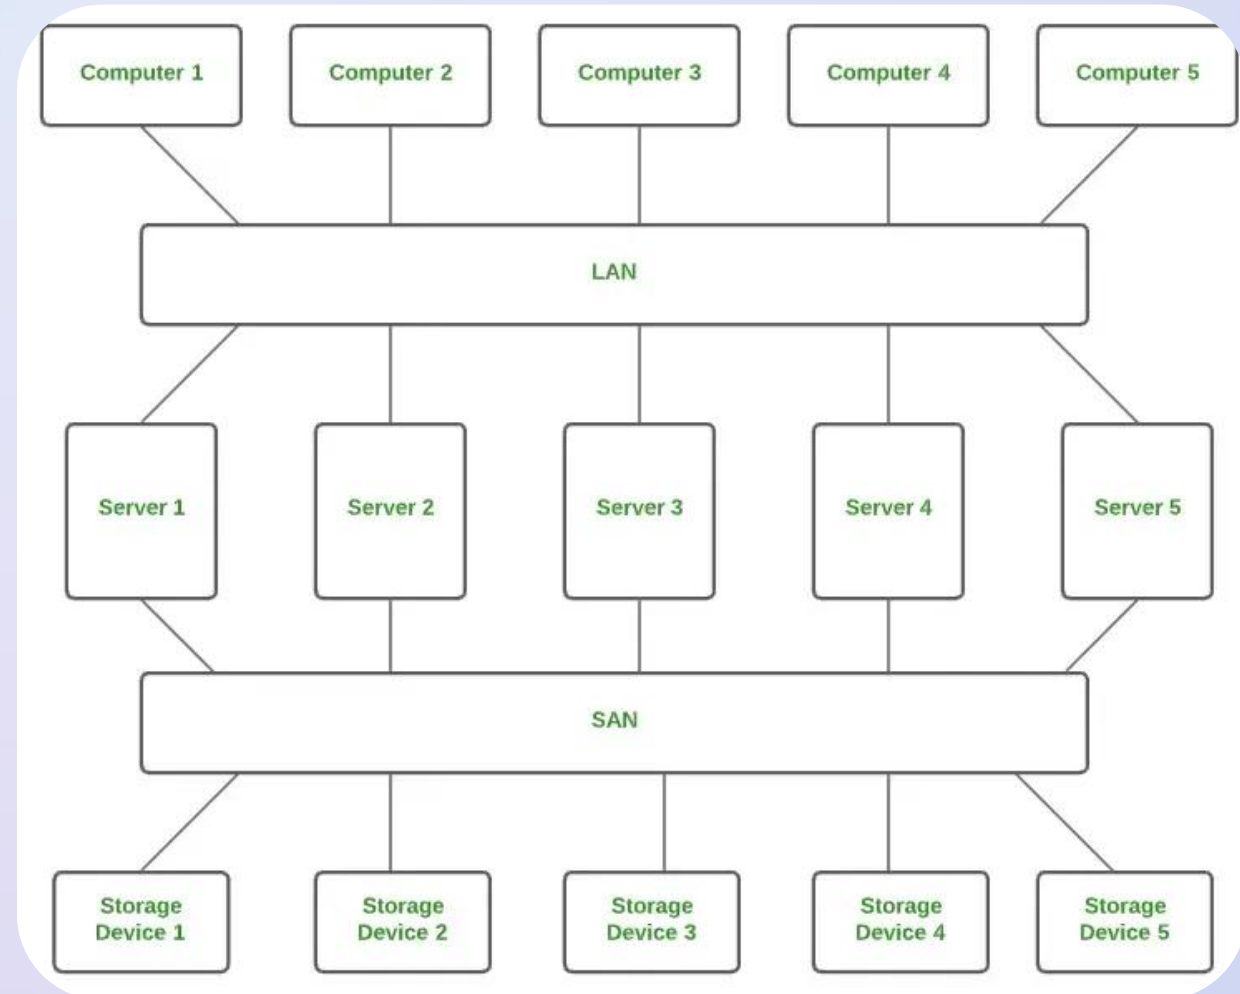 Computer 1
Computer 2
Computer 3
Computer 4
Computer 5
LAN
Server 1
Server 2
Server 3
Server 4
Server 5
SAN
Storage
Device 1
Storage
Device 2
Storage
Device 3
Storage
Device 4
Storage
Device 5